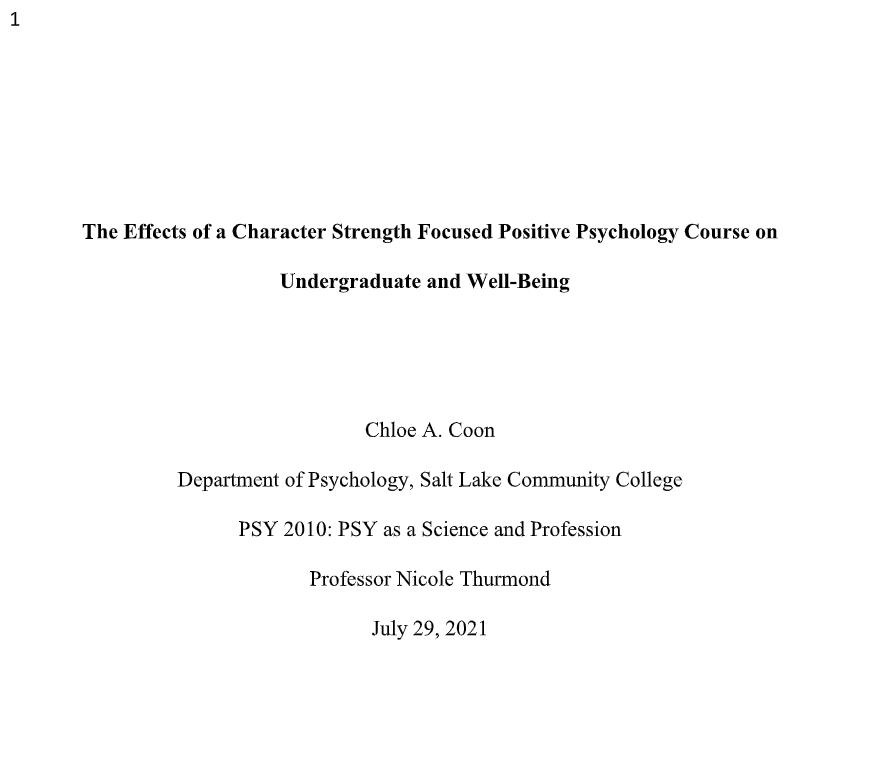 1
The Effects of a Character Strength Focused Positive Psychology Course on
Undergraduate and Well-Being
Chloe A. Coon
Department of Psychology, Salt Lake Community College
PSY 2010: PSY as a Science and Profession
Professor Nicole Thurmond
July 29, 2021